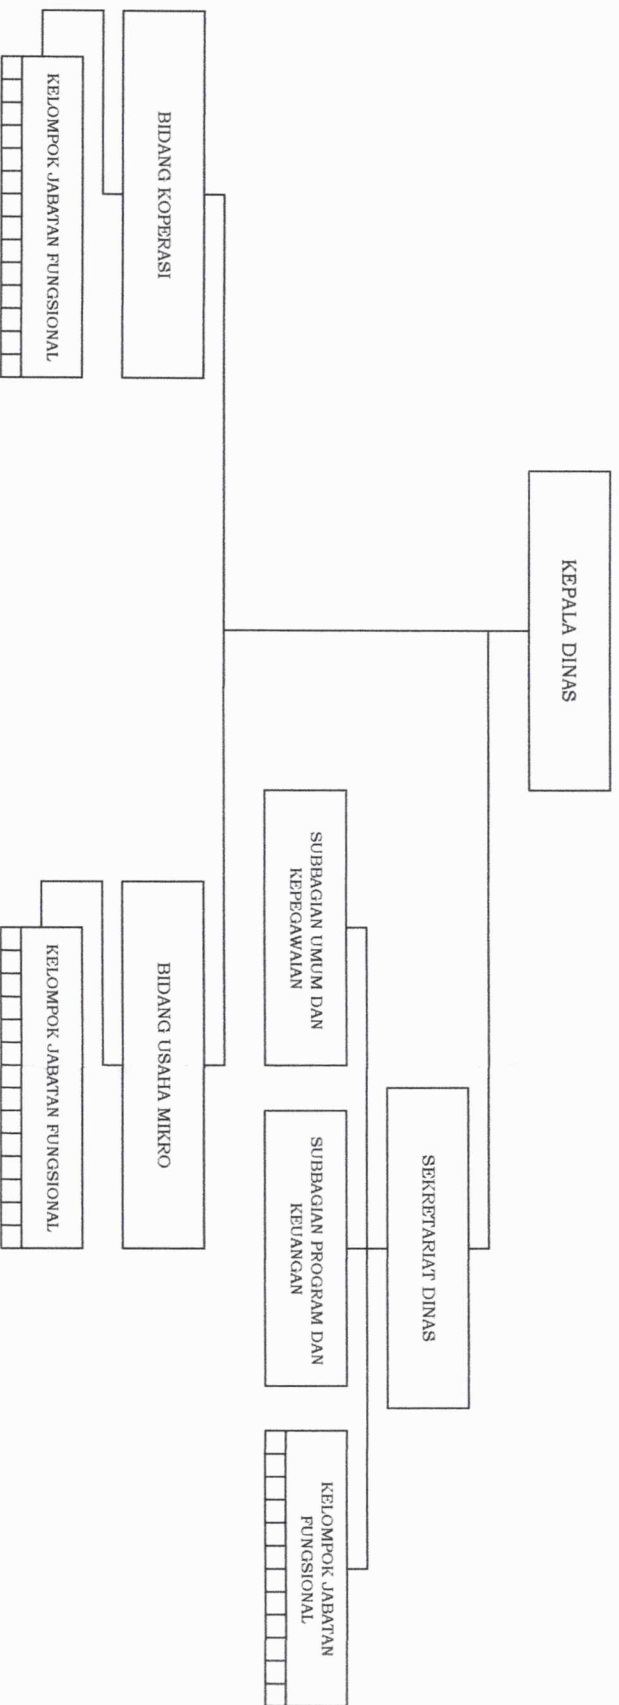 KEPALA DINAS
SEKRETARIAT DINAS
SUBBAGIAN UMUM DAN
KEPEGAWAIAN
SUBBAGIAN PROGRAM DAN
KEUANGAN
KELOMPOK JABATAN
FUNGSIONAL
BIDANG KOPERASI
BIDANG USAHA MIKRO
KELOMPOK JABATAN FUNGSIONAL
KELOMPOK JABATAN FUNGSIONAL